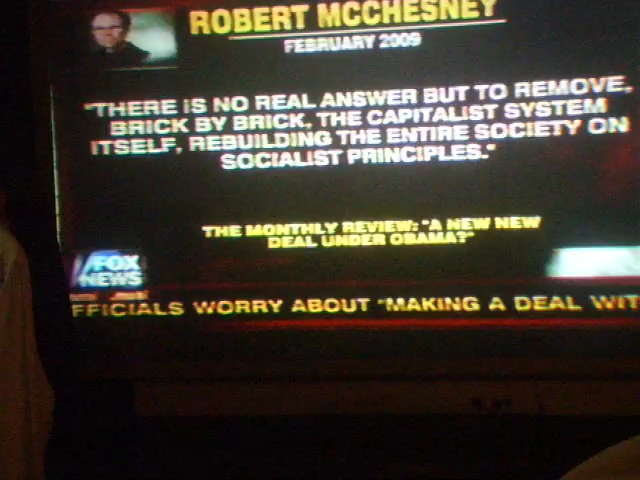 ROBERT MCCHESNEY
FEBRUARY 2009
"THERE IS NO REAL ANSWER BUT TO REMOVE,
BRICK BY BRICK, THE CAPITALIST SYSTEM
ITSELF, REBUILDING THE ENTIRE SOCIETY ON
SOCIALIST PRINCIPLES."
THE MONTHLY REVIEW: "A NEW NEW
DEAL UNDER OBAMA?"
FOX
NEWS
FFICIALS WORRY ABOUT "MAKING A DEAL WIT